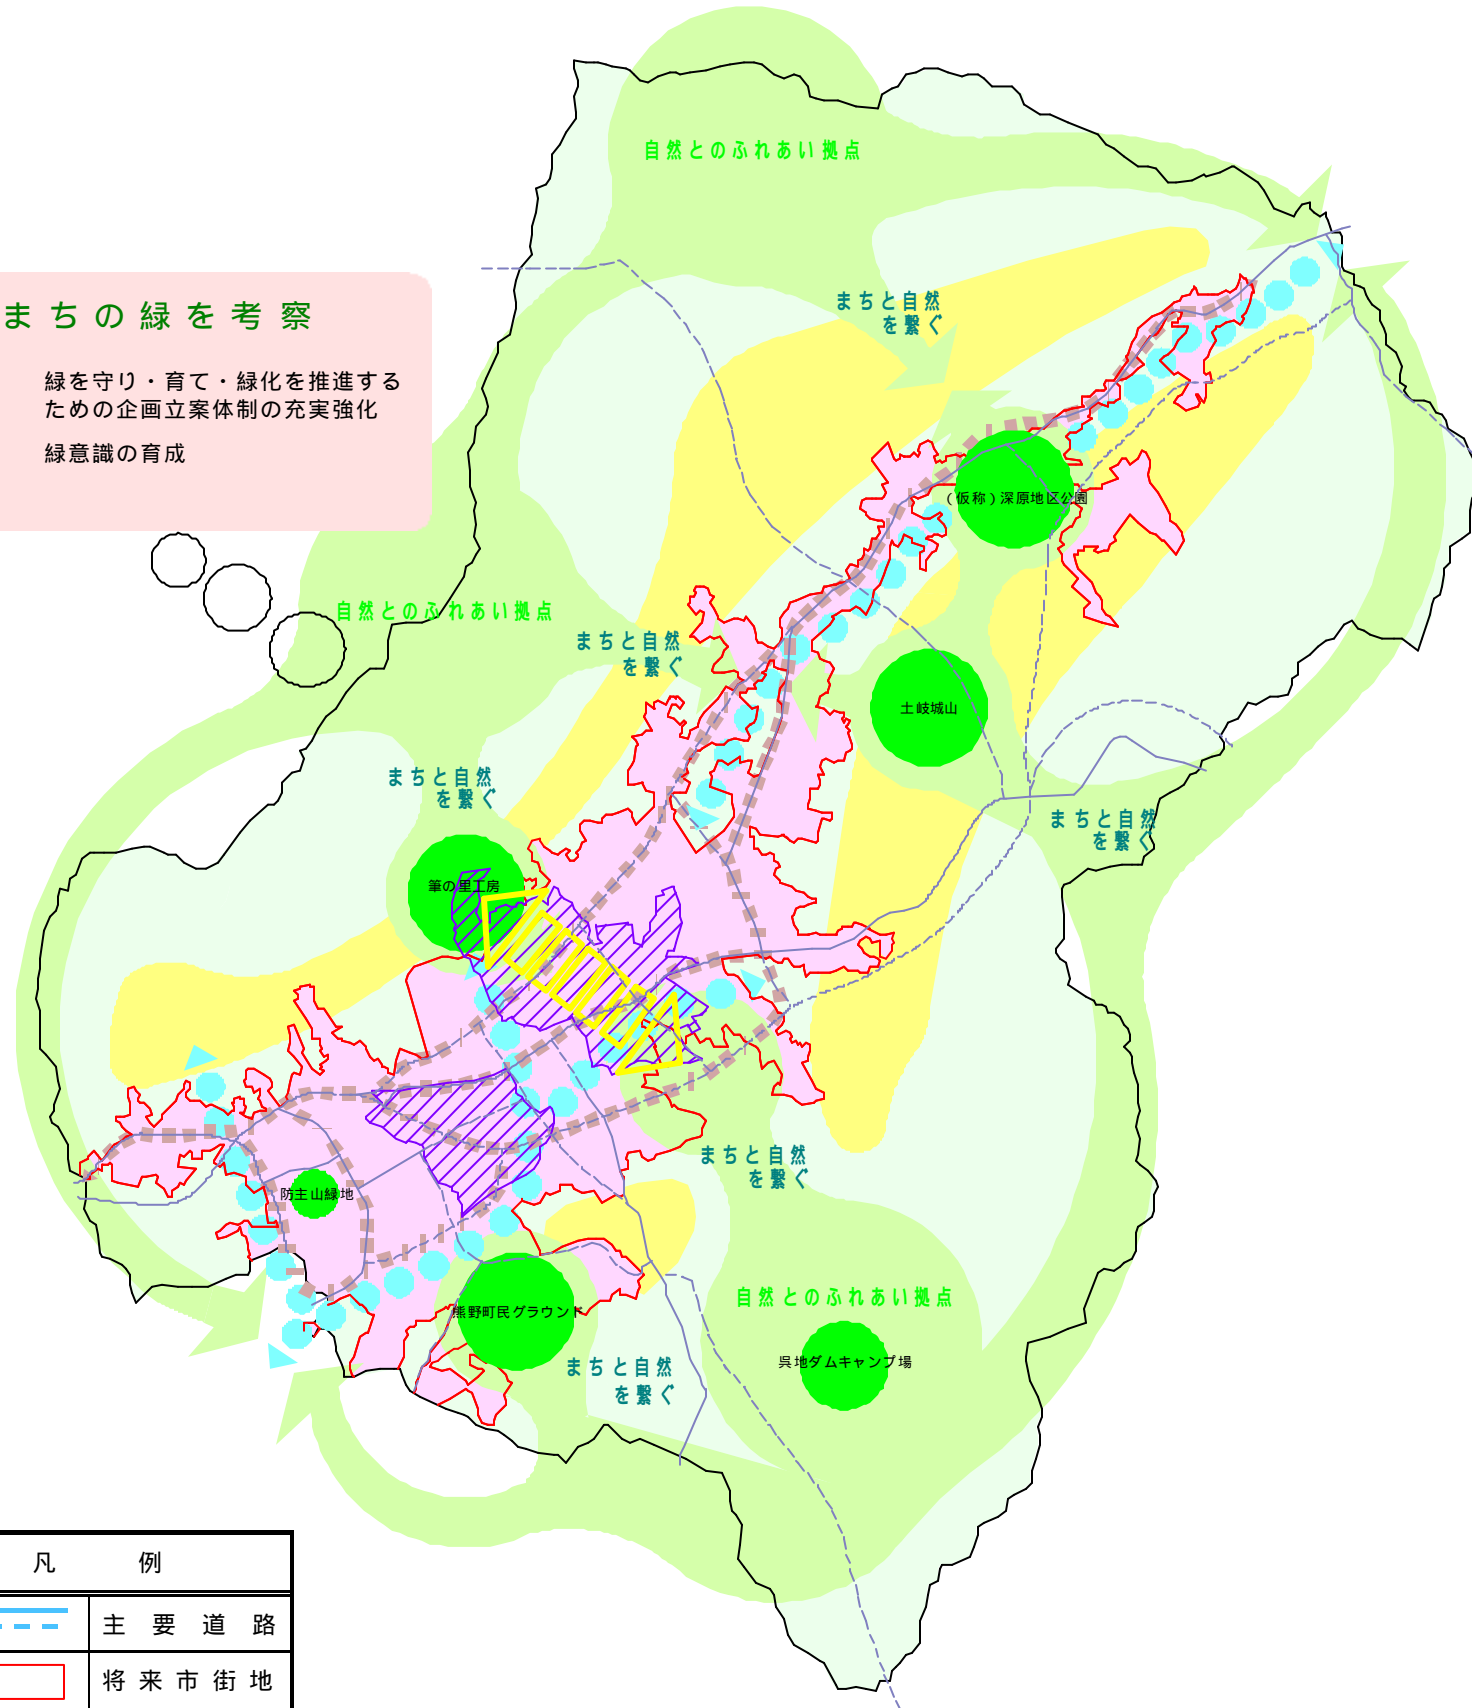 自然とのふれあい拠点
まちと自然
を繋ぐ
まちの緑を考察
緑を守り・育て・緑化を推進する
ための企画立案体制の充実強化
緑意識の育成
(仮称)深原地区公園
自然とのふれあい拠点
まちと自然
を繋ぐ
土岐城山
まちと自然
を繋ぐ
まちと自然
を繋ぐ
筆の里工房
まちと自然
を繋ぐ
防主山緑地
自然とのふれあい拠点
熊野町民グラウンド
呉地ダムキャンプ場
まちと自然
を繋ぐ
凡例
主要道路
将来市街地